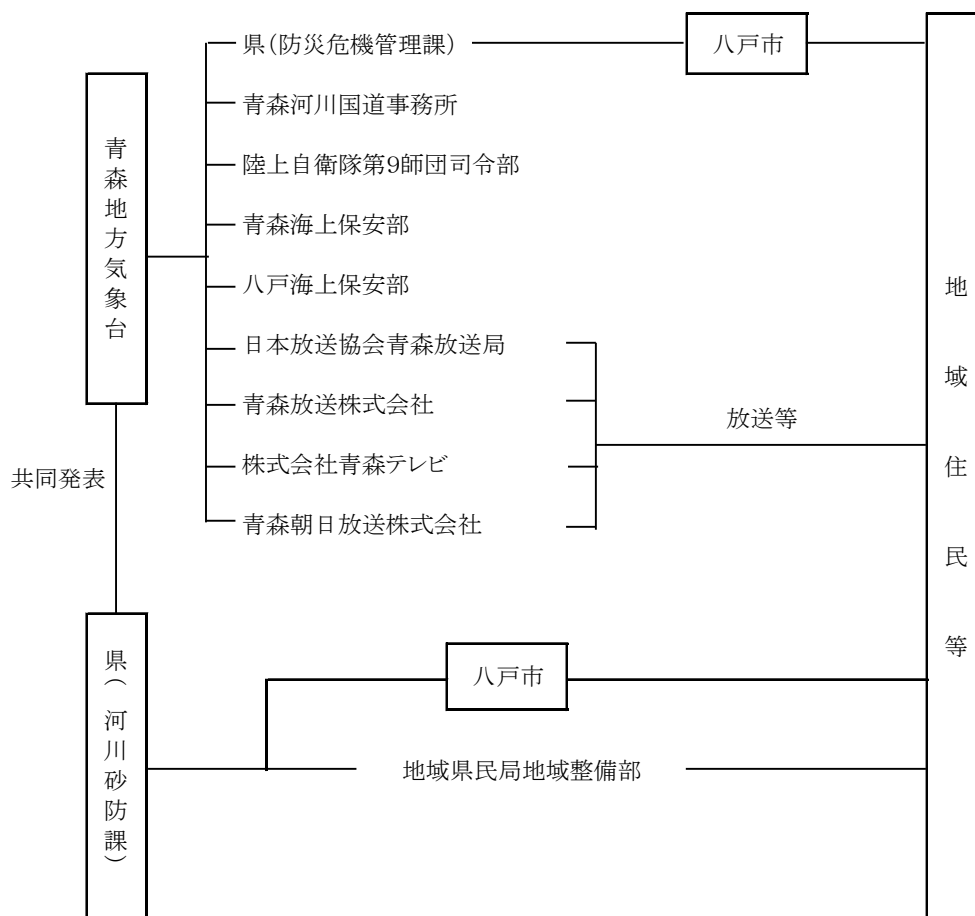 県(防災危機管理課)
八戸市
青森河川国道事務所
陸上自衛隊第9師団司令部
青森海上保安部
八戸海上保安部
日本放送協会青森放送局
青森放送株式会社
株式会社青森テレビ
青森朝日放送株式会社
青森地方気象台
放送等
共同発表
県(河川砂防課)
八戸市
地域県民局地域整備部
地域住民等